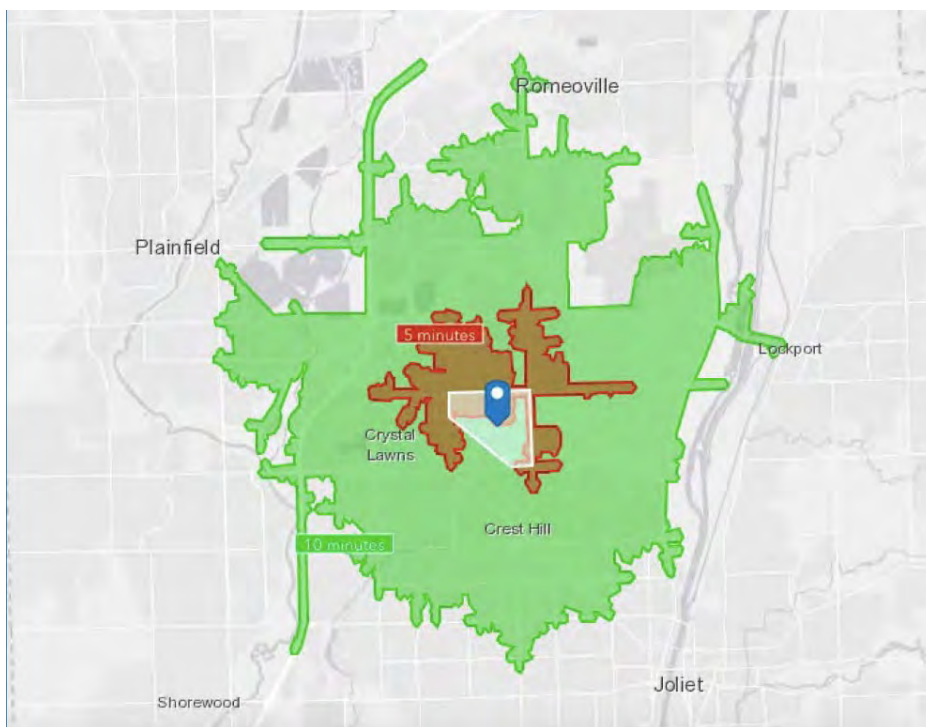 Romeoville
Plainfield
5 minutes
Lockport
Crystal
Lawns
Crest Hill
10 minutes
Joliet
Shorewood